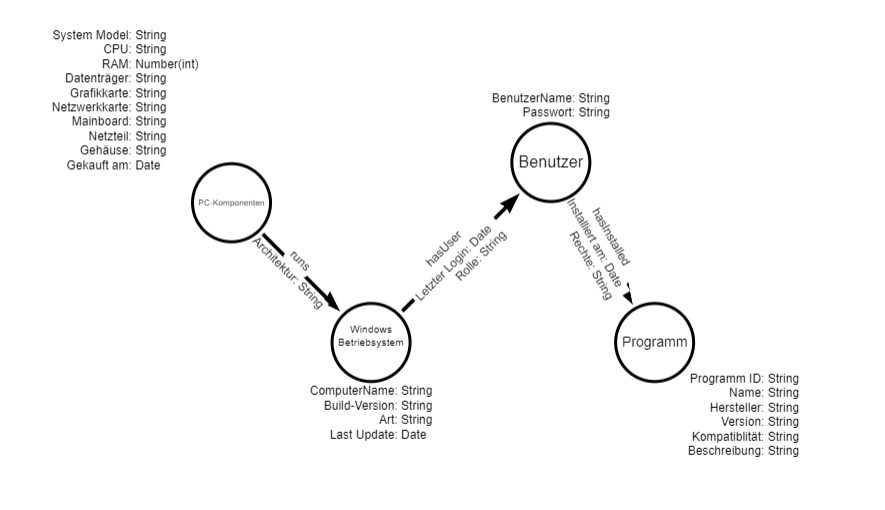 System Model: String
CPU: String
RAM: Number(int)
Datenträger: String
Grafikkarte: String
Netzwerkkarte: String
Mainboard: String
Netzteil: String
Gehäuse: String
Gekauft am: Date
PC-Komponenten
runs
Architektur: String
Windows
Betriebsystem
ComputerName: String
Build-Version: String
Art: String
Last Update: Date
hasUser
Letzter Login: Date
Rolle: String
BenutzerName: String
Passwort: String
Benutzer
hasInstalled
Installiert am: Date
Rechte: String
Programm
Programm ID: String
Name: String
Hersteller: String
Version: String
Kompatiblität: String
Beschreibung: String